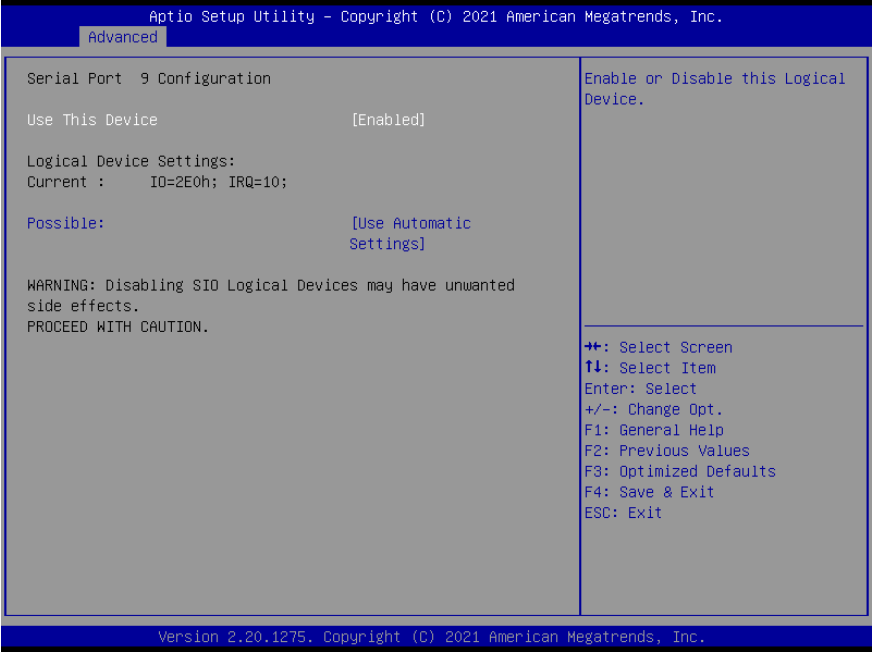 Aptio Setup Utility – Copyright (C) 2021 American Megatrends, Inc.
Advanced
Serial Port  9 Configuration
Use This Device [Enabled]
Logical Device Settings:
Current : IO=2E0h; IRQ=10;
Possible: [Use Automatic
Settings]
WARNING: Disabling SIO Logical Devices may have unwanted
side effects.
PROCEED WITH CAUTION.
Enable or Disable this Logical
Device.
→←: Select Screen
↑↓: Select Item
Enter: Select
+/-: Change Opt.
F1: General Help
F2: Previous Values
F3: Optimized Defaults
F4: Save & Exit
ESC: Exit
Version 2.20.1275. Copyright (C) 2021 American Megatrends, Inc.